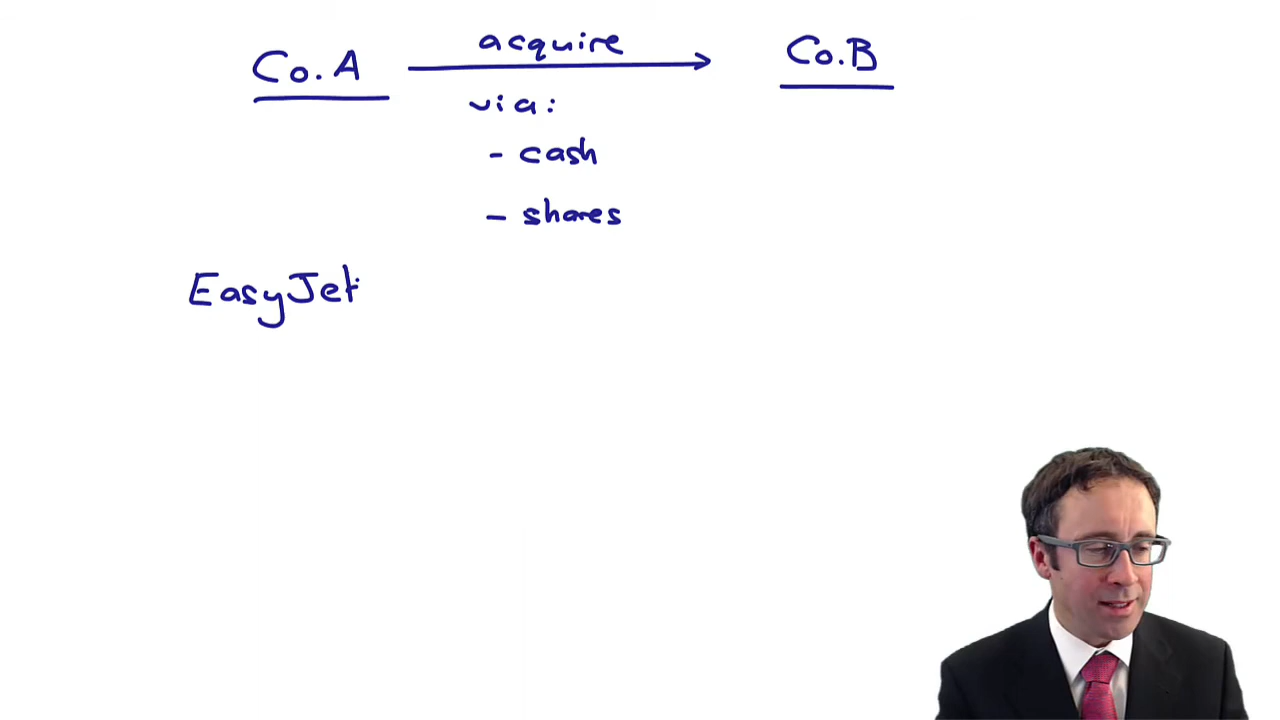 acquire
Co.A Co.B
via:
- cash
- shares
EasyJet